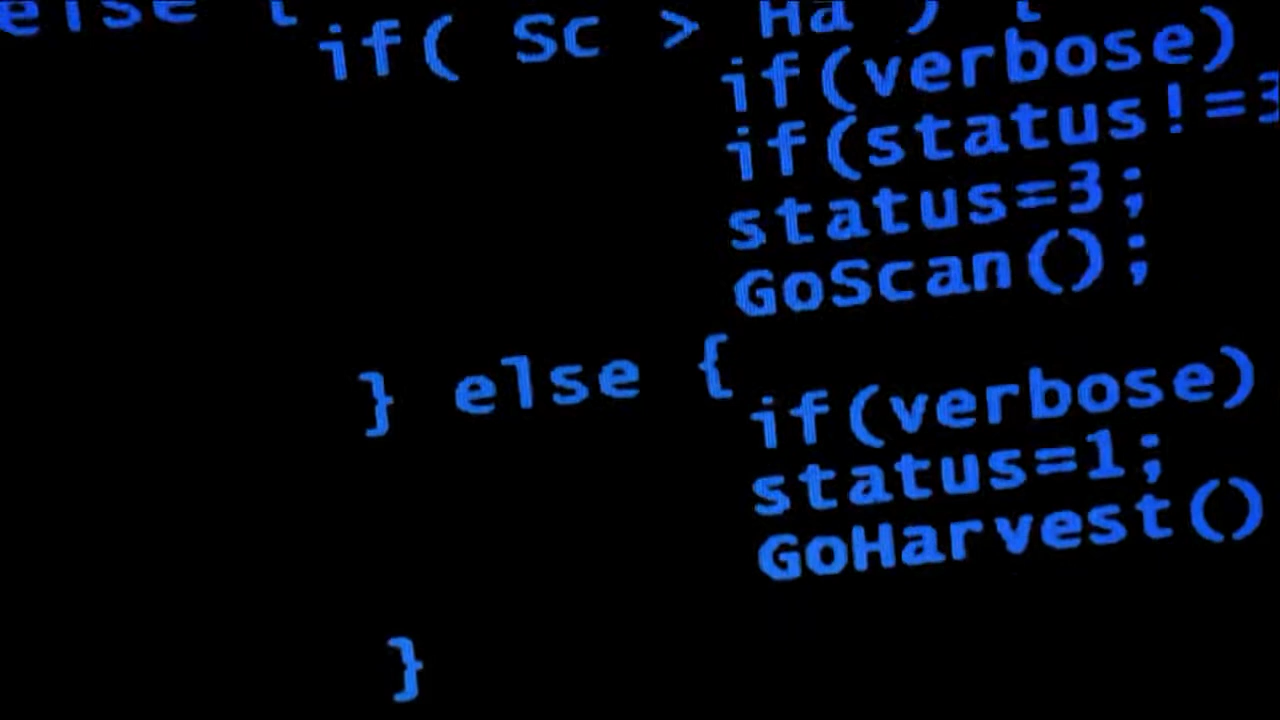 else {
if( Sc > Ha ) {
if(verbose)
if(status!=3
status=3;
GoScan();
} else {
if(verbose)
status=1;
GoHarvest()
}